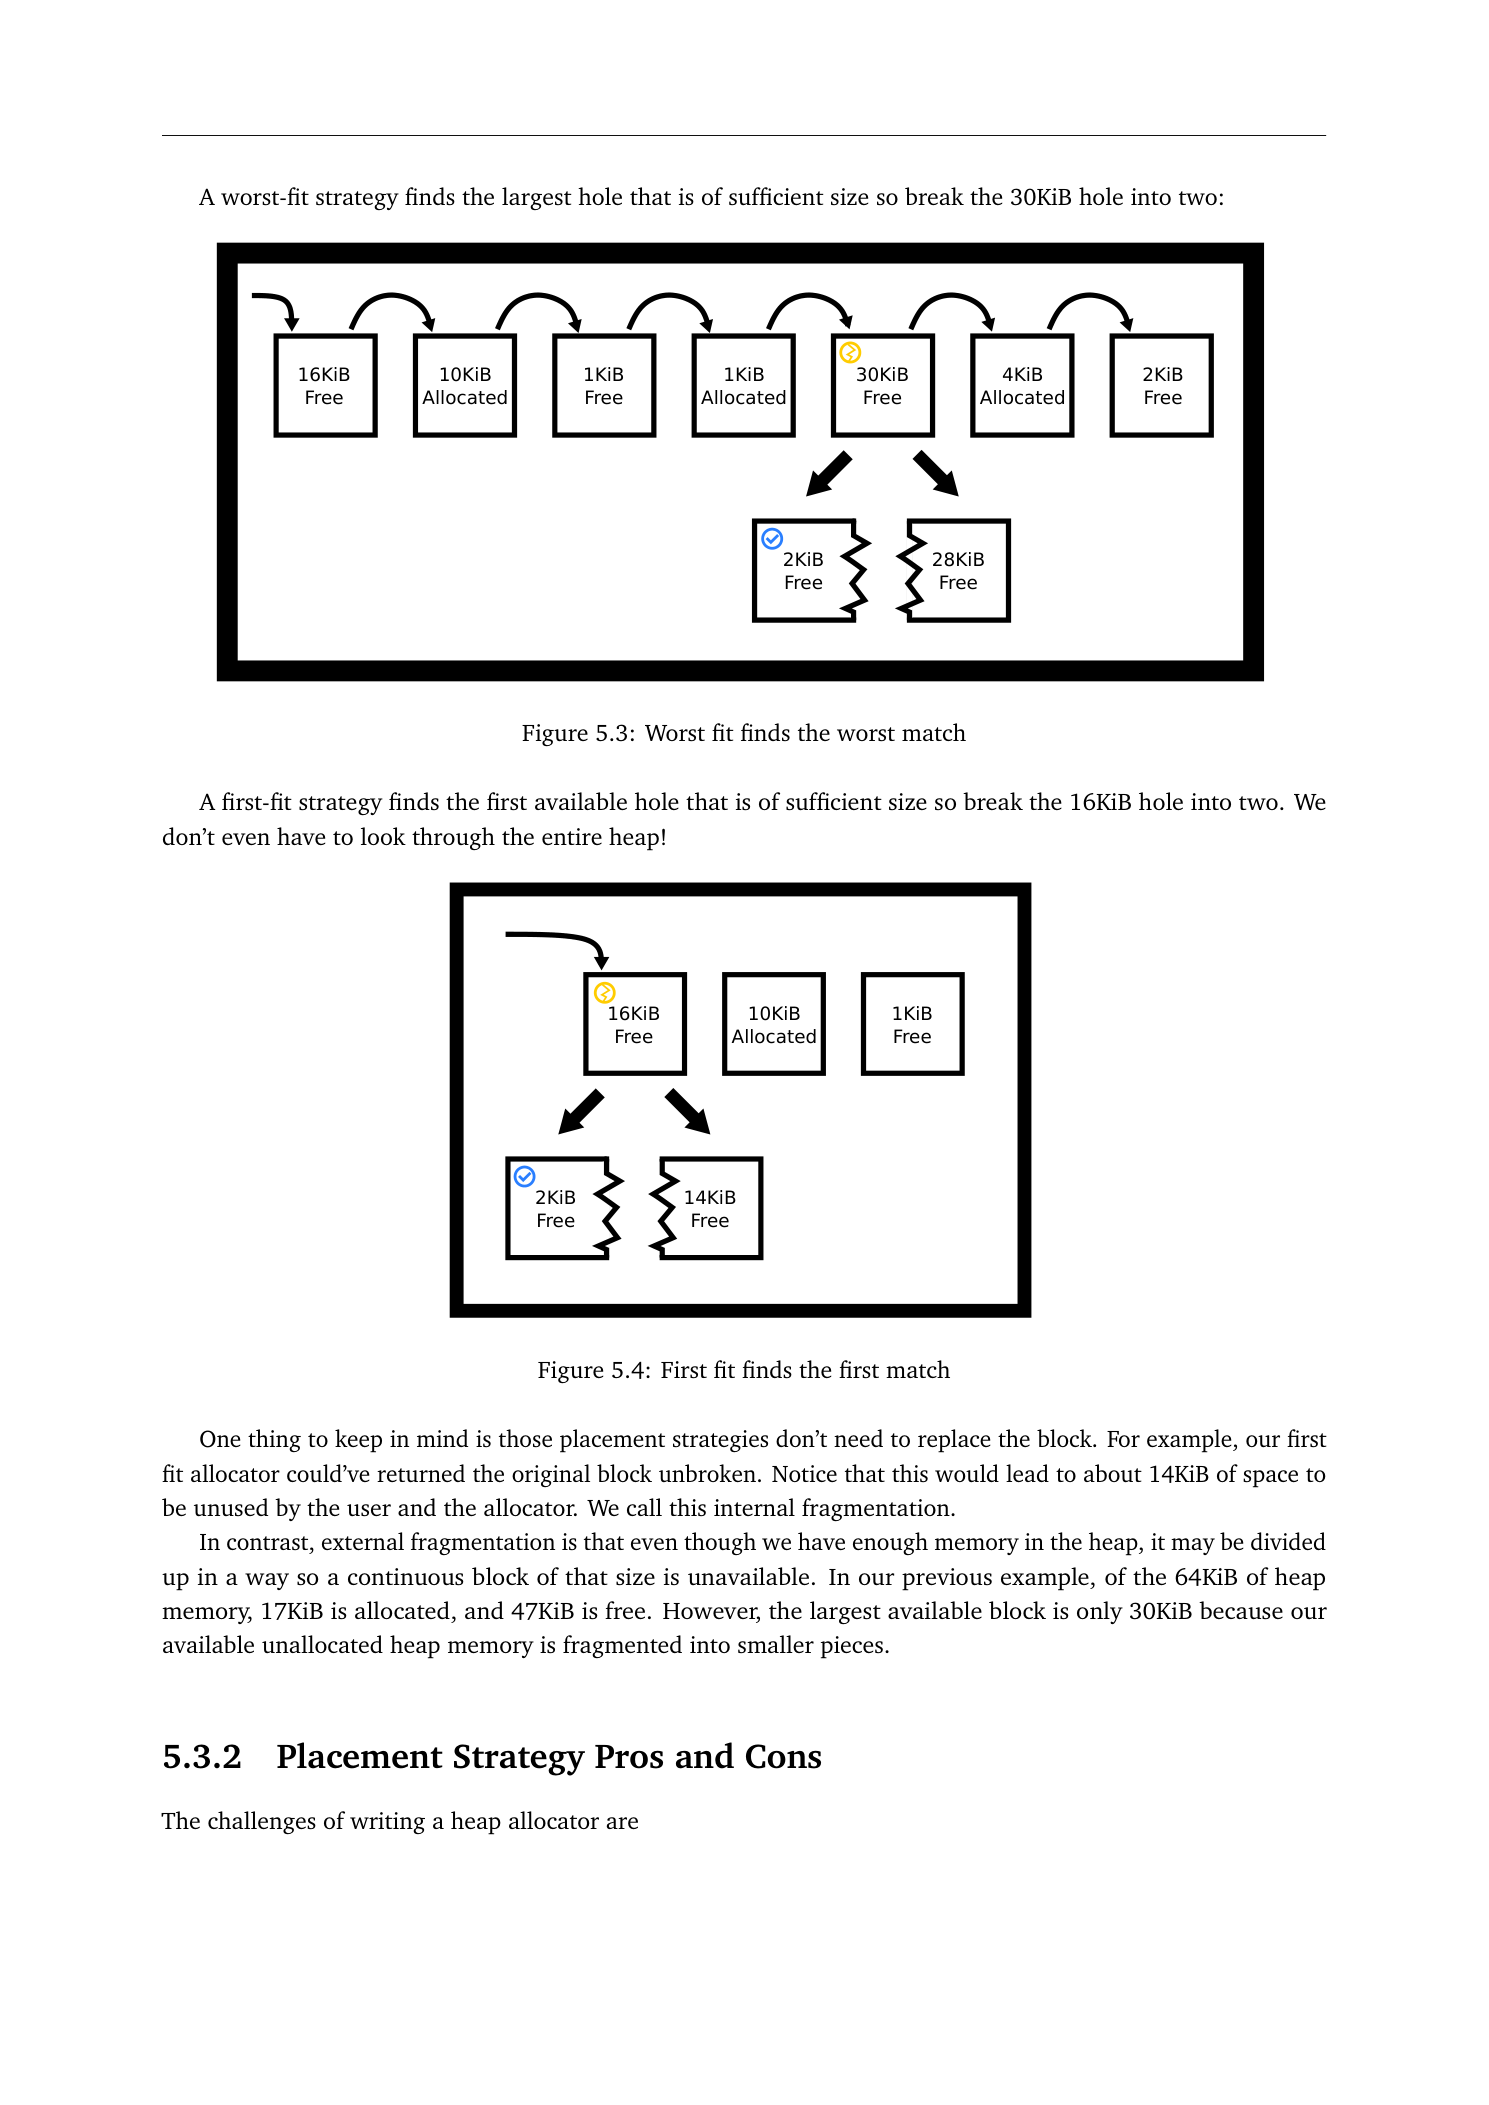 A worst-fit strategy finds the largest hole that is of sufficient size so break the 30KiB hole into two:
16KiB
Free
10KiB
Allocated
1KiB
Free
1KiB
Allocated
30KiB
Free
4KiB
Allocated
2KiB
Free
2KiB
Free
28KiB
Free
Figure 5.3: Worst fit finds the worst match
A first-fit strategy finds the first available hole that is of sufficient size so break the 16KiB hole into two. We
don’t even have to look through the entire heap!
16KiB
Free
10KiB
Allocated
1KiB
Free
2KiB
Free
14KiB
Free
Figure 5.4: First fit finds the first match
One thing to keep in mind is those placement strategies don’t need to replace the block. For example, our first
fit allocator could’ve returned the original block unbroken. Notice that this would lead to about 14KiB of space to
be unused by the user and the allocator. We call this internal fragmentation.
In contrast, external fragmentation is that even though we have enough memory in the heap, it may be divided
up in a way so a continuous block of that size is unavailable. In our previous example, of the 64KiB of heap
memory, 17KiB is allocated, and 47KiB is free. However, the largest available block is only 30KiB because our
available unallocated heap memory is fragmented into smaller pieces.
5.3.2 Placement Strategy Pros and Cons
The challenges of writing a heap allocator are